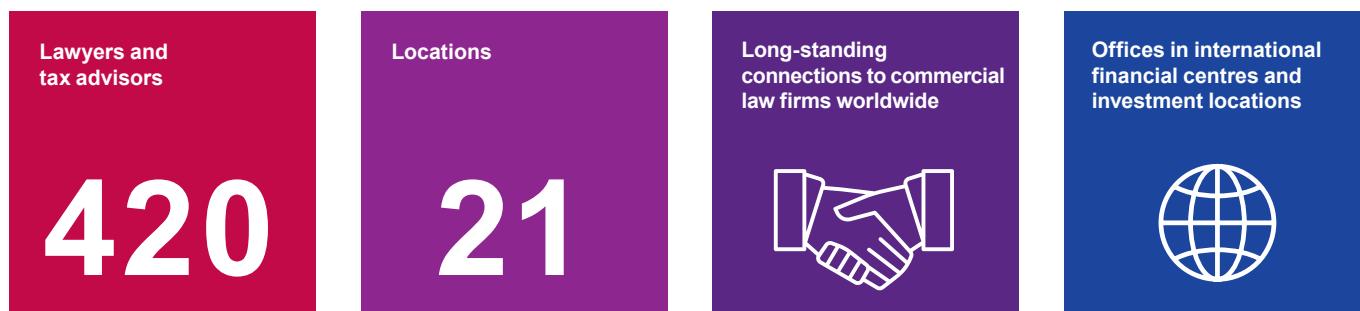 Lawyers and
tax advisors
420
Locations
21
Long-standing
connections to commercial
law firms worldwide
Offices in international
financial centres and
investment locations